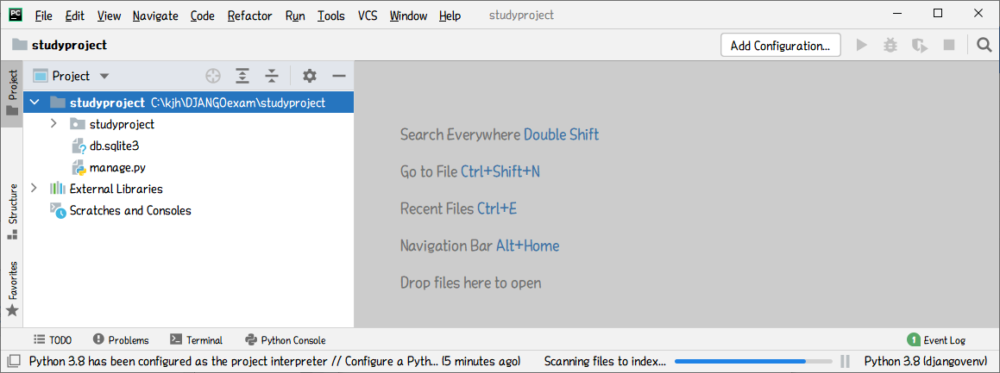 PC File Edit View Navigate Code Refactor Run Tools VCS Window Help studyproject
studyproject Add Configuration...
Project
Project
studyproject C:\kjh\DJANGOexam\studyproject
studyproject
db.sqlite3
manage.py
External Libraries
Scratches and Consoles
Structure
Favorites
Search Everywhere Double Shift
Go to File Ctrl+Shift+N
Recent Files Ctrl+E
Navigation Bar Alt+Home
Drop files here to open
TODO Problems Terminal Python Console 1 Event Log
Python 3.8 has been configured as the project interpreter // Configure a Pyth... (5 minutes ago) Scanning files to index... Python 3.8 (djangovenv)